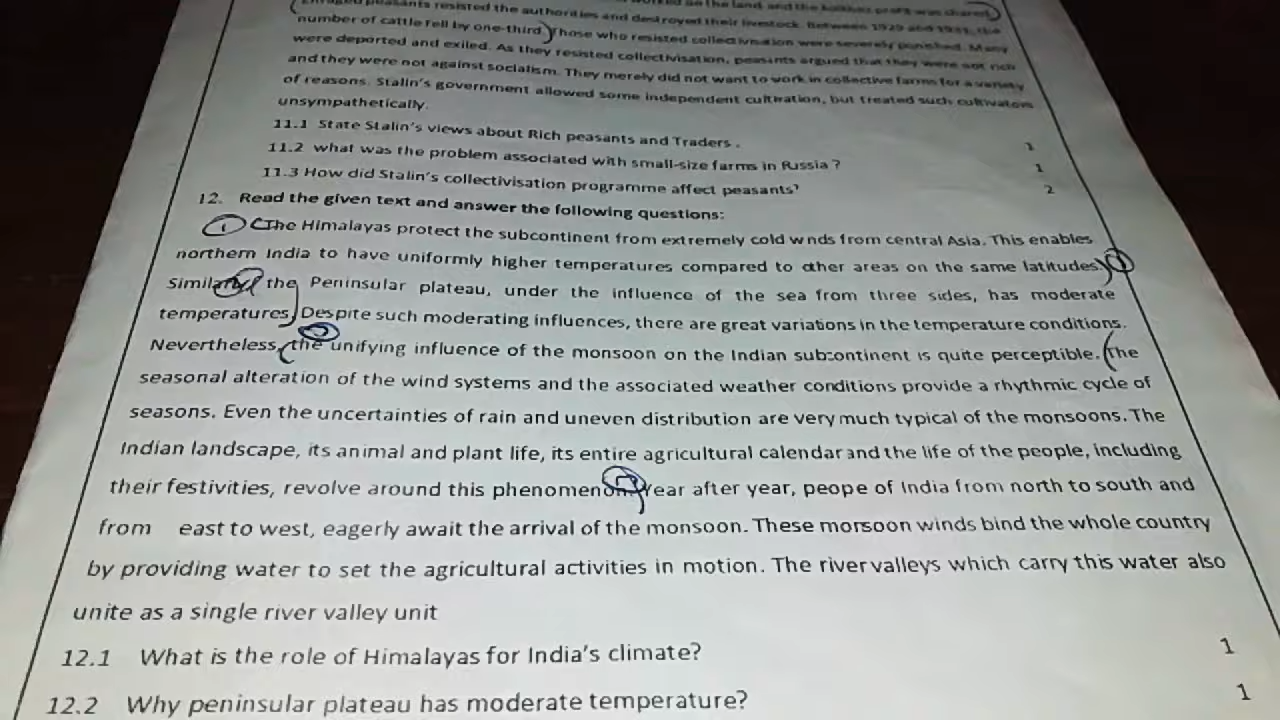 Enraged peasants resisted the authorities and destroyed their livestock. Between 1929 and 1931, the
number of cattle fell by one-third. Those who resisted collectivisation were severely punished. Many
were deported and exiled. As they resisted collectivisation, peasants argued that they were not rich
and they were not against socialism. They merely did not want to work in collective farms for a variety
of reasons. Stalin's government allowed some independent cultivation, but treated such cultivators
unsympathetically.
11.1 State Stalin's views about Rich peasants and Traders . 1
11.2 what was the problem associated with small-size farms in Russia ? 1
11.3 How did Stalin's collectivisation programme affect peasants? 2
12. Read the given text and answer the following questions:
1 The Himalayas protect the subcontinent from extremely cold winds from central Asia. This enables
northern India to have uniformly higher temperatures compared to other areas on the same latitudes. 1
Similarly the Peninsular plateau, under the influence of the sea from three sides, has moderate
temperatures. Despite such moderating influences, there are great variations in the temperature conditions.
Nevertheless, the unifying influence of the monsoon on the Indian subcontinent is quite perceptible. The
seasonal alteration of the wind systems and the associated weather conditions provide a rhythmic cycle of
seasons. Even the uncertainties of rain and uneven distribution are very much typical of the monsoons. The
Indian landscape, its animal and plant life, its entire agricultural calendar and the life of the people, including
their festivities, revolve around this phenomenon. Year after year, peope of India from north to south and
from east to west, eagerly await the arrival of the monsoon. These monsoon winds bind the whole country
by providing water to set the agricultural activities in motion. The river valleys which carry this water also
unite as a single river valley unit
12.1 What is the role of Himalayas for India's climate? 1
12.2 Why peninsular plateau has moderate temperature? 1